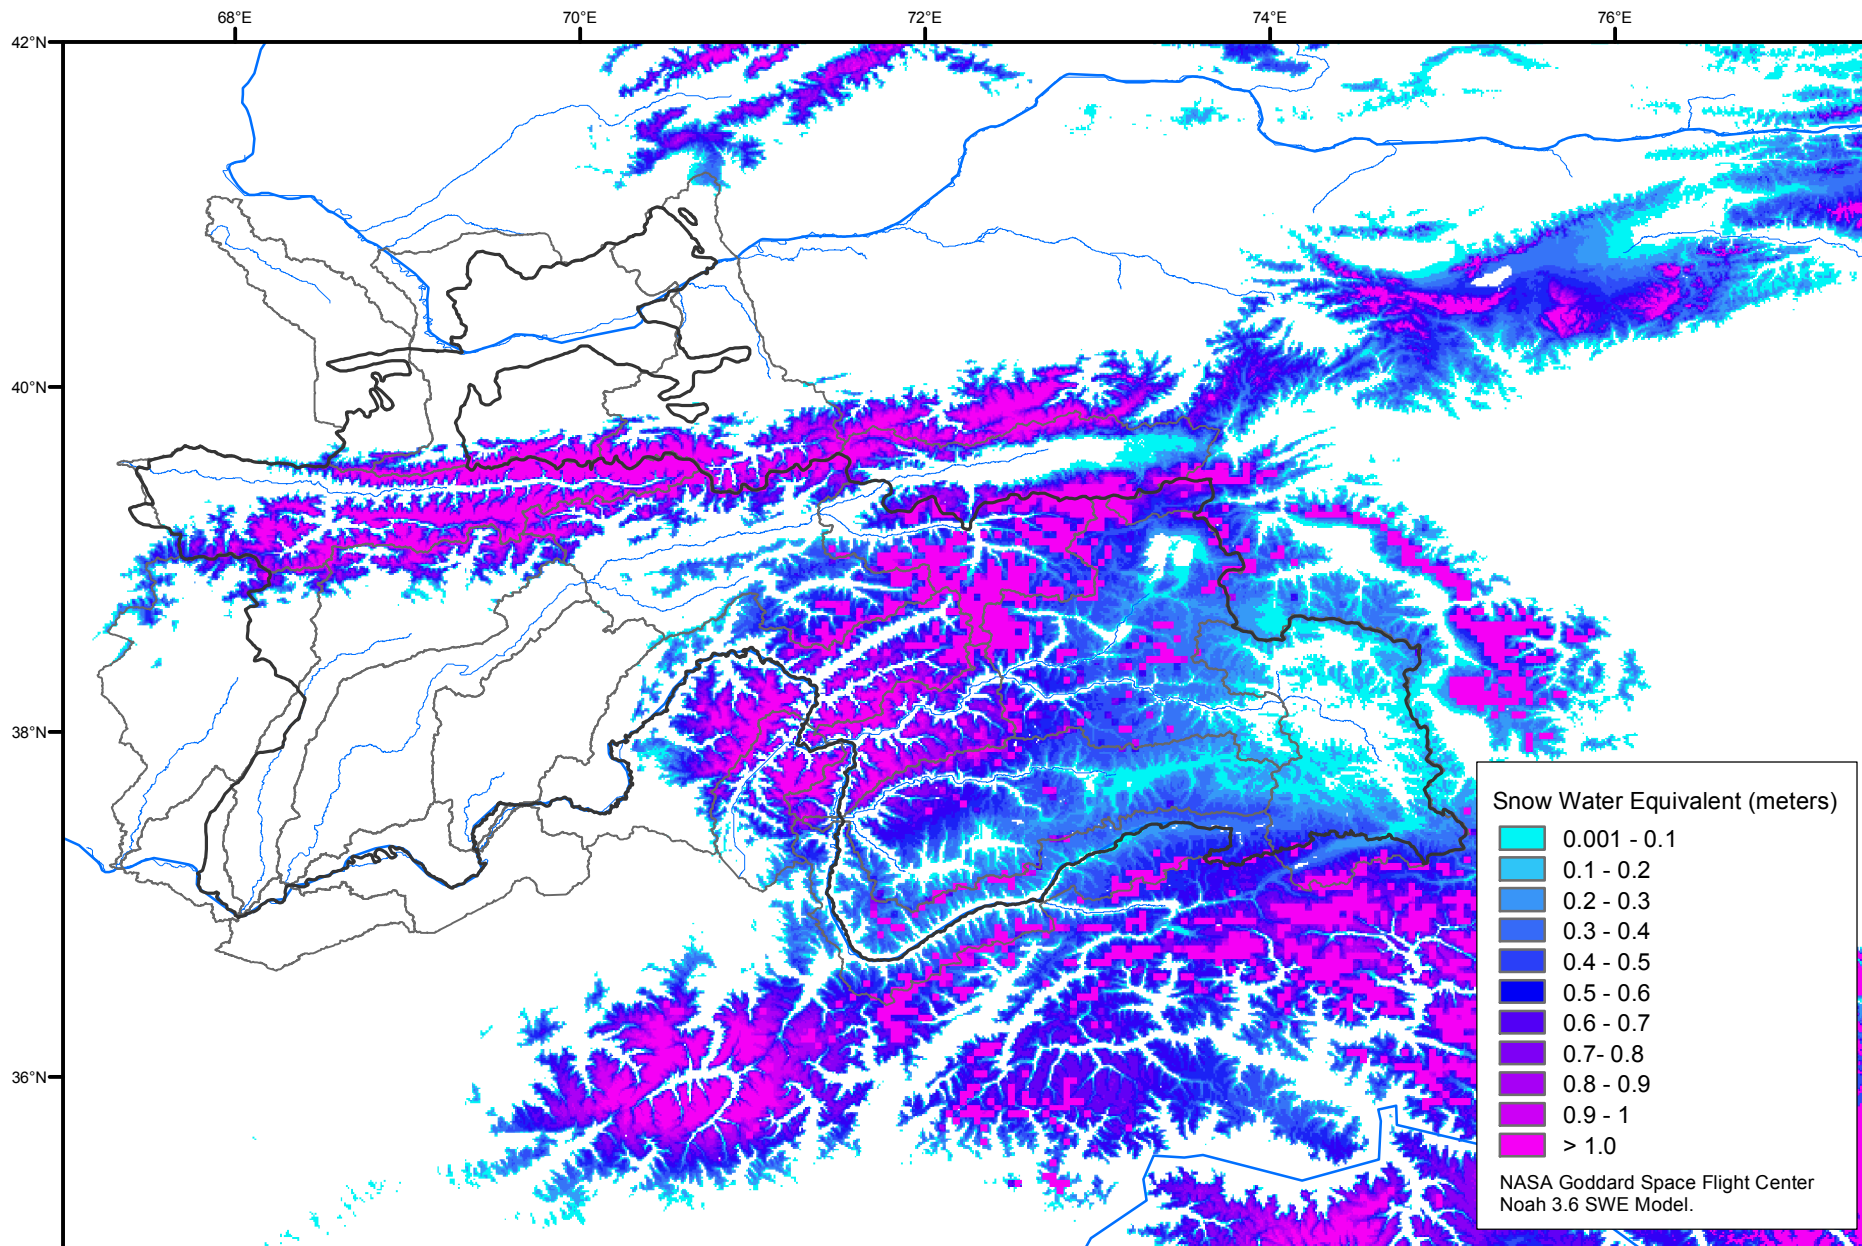 68°E
70°E
72°E
74°E
76°E
42°N
40°N
38°N
36°N
Snow Water Equivalent (meters)
0.001 - 0.1
0.1 - 0.2
0.2 - 0.3
0.3 - 0.4
0.4 - 0.5
0.5 - 0.6
0.6 - 0.7
0.7- 0.8
0.8 - 0.9
0.9 - 1
> 1.0
NASA Goddard Space Flight Center
Noah 3.6 SWE Model.